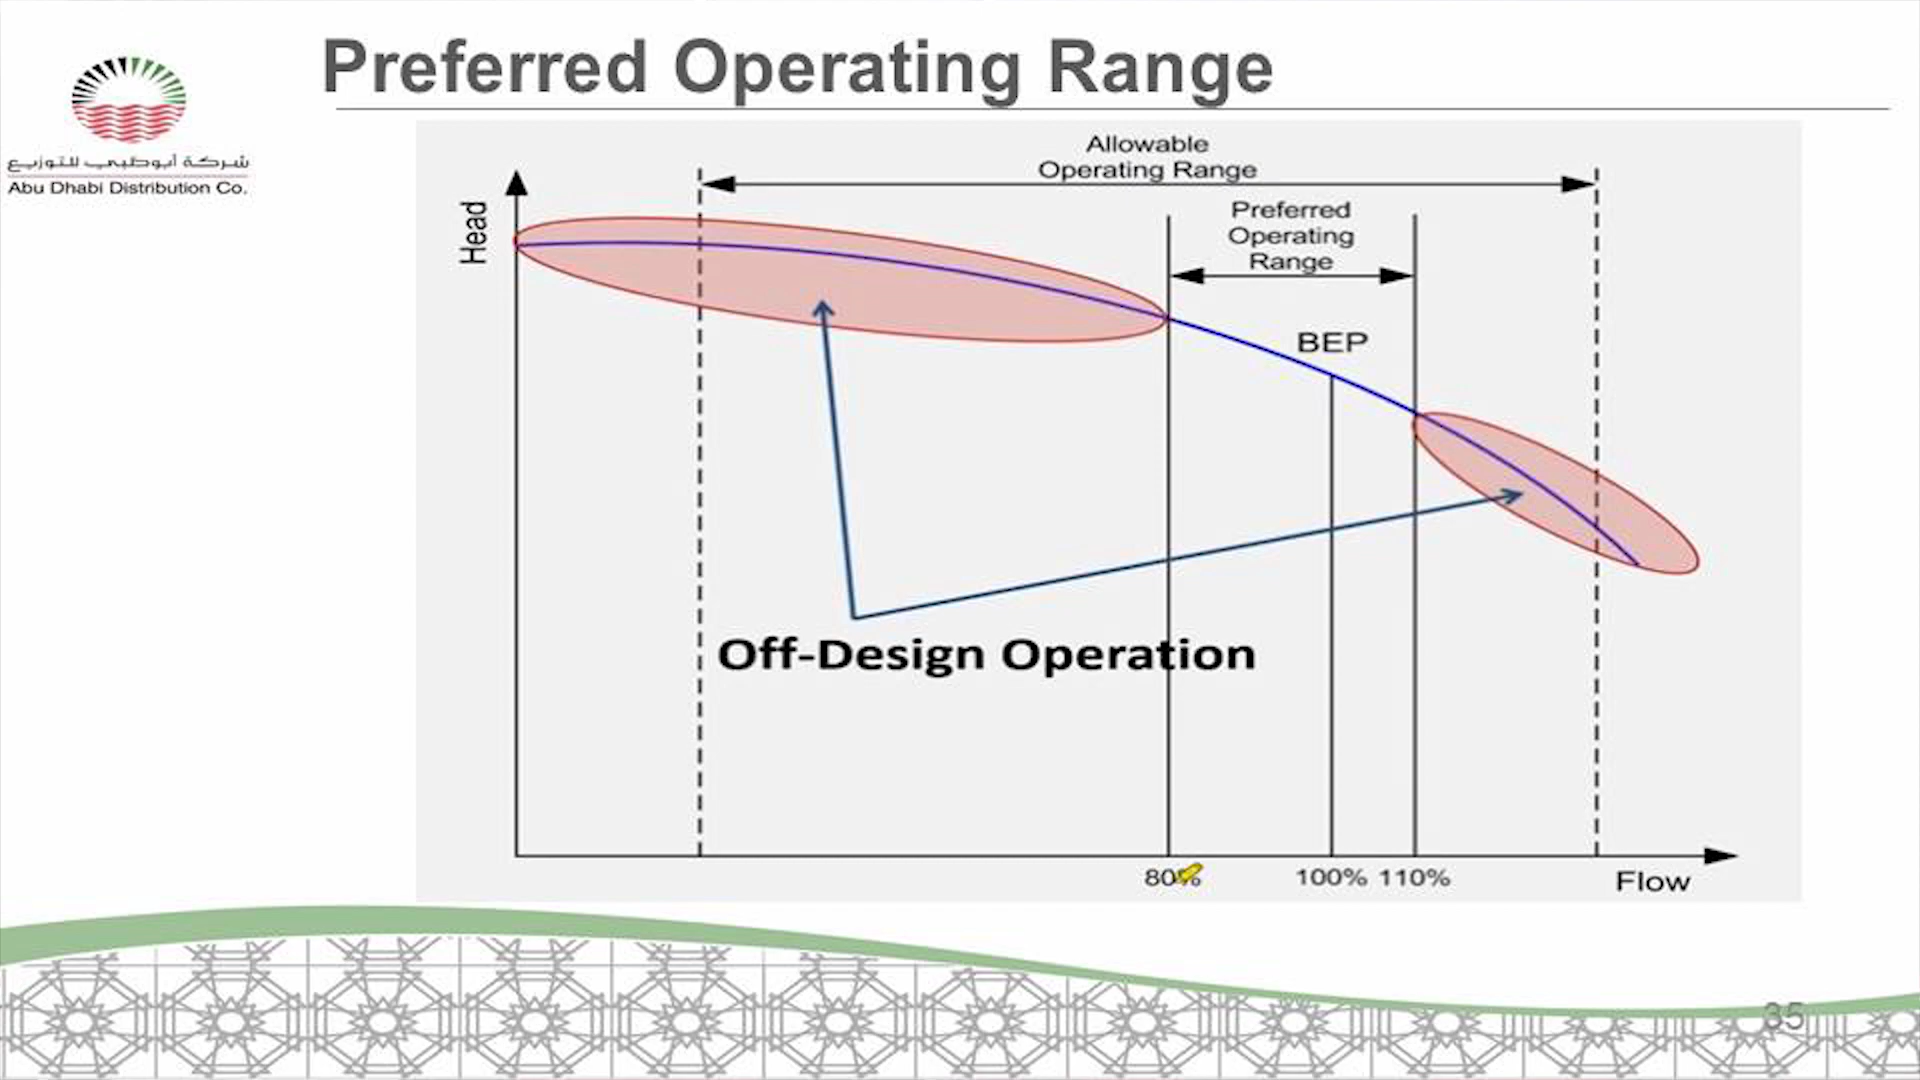 Preferred Operating Range
شركة أبوظبي للتوزيع
Abu Dhabi Distribution Co.
Allowable
Operating Range
Head
Preferred
Operating
Range
BEP
Off-Design Operation
80%
100%
110%
Flow
35